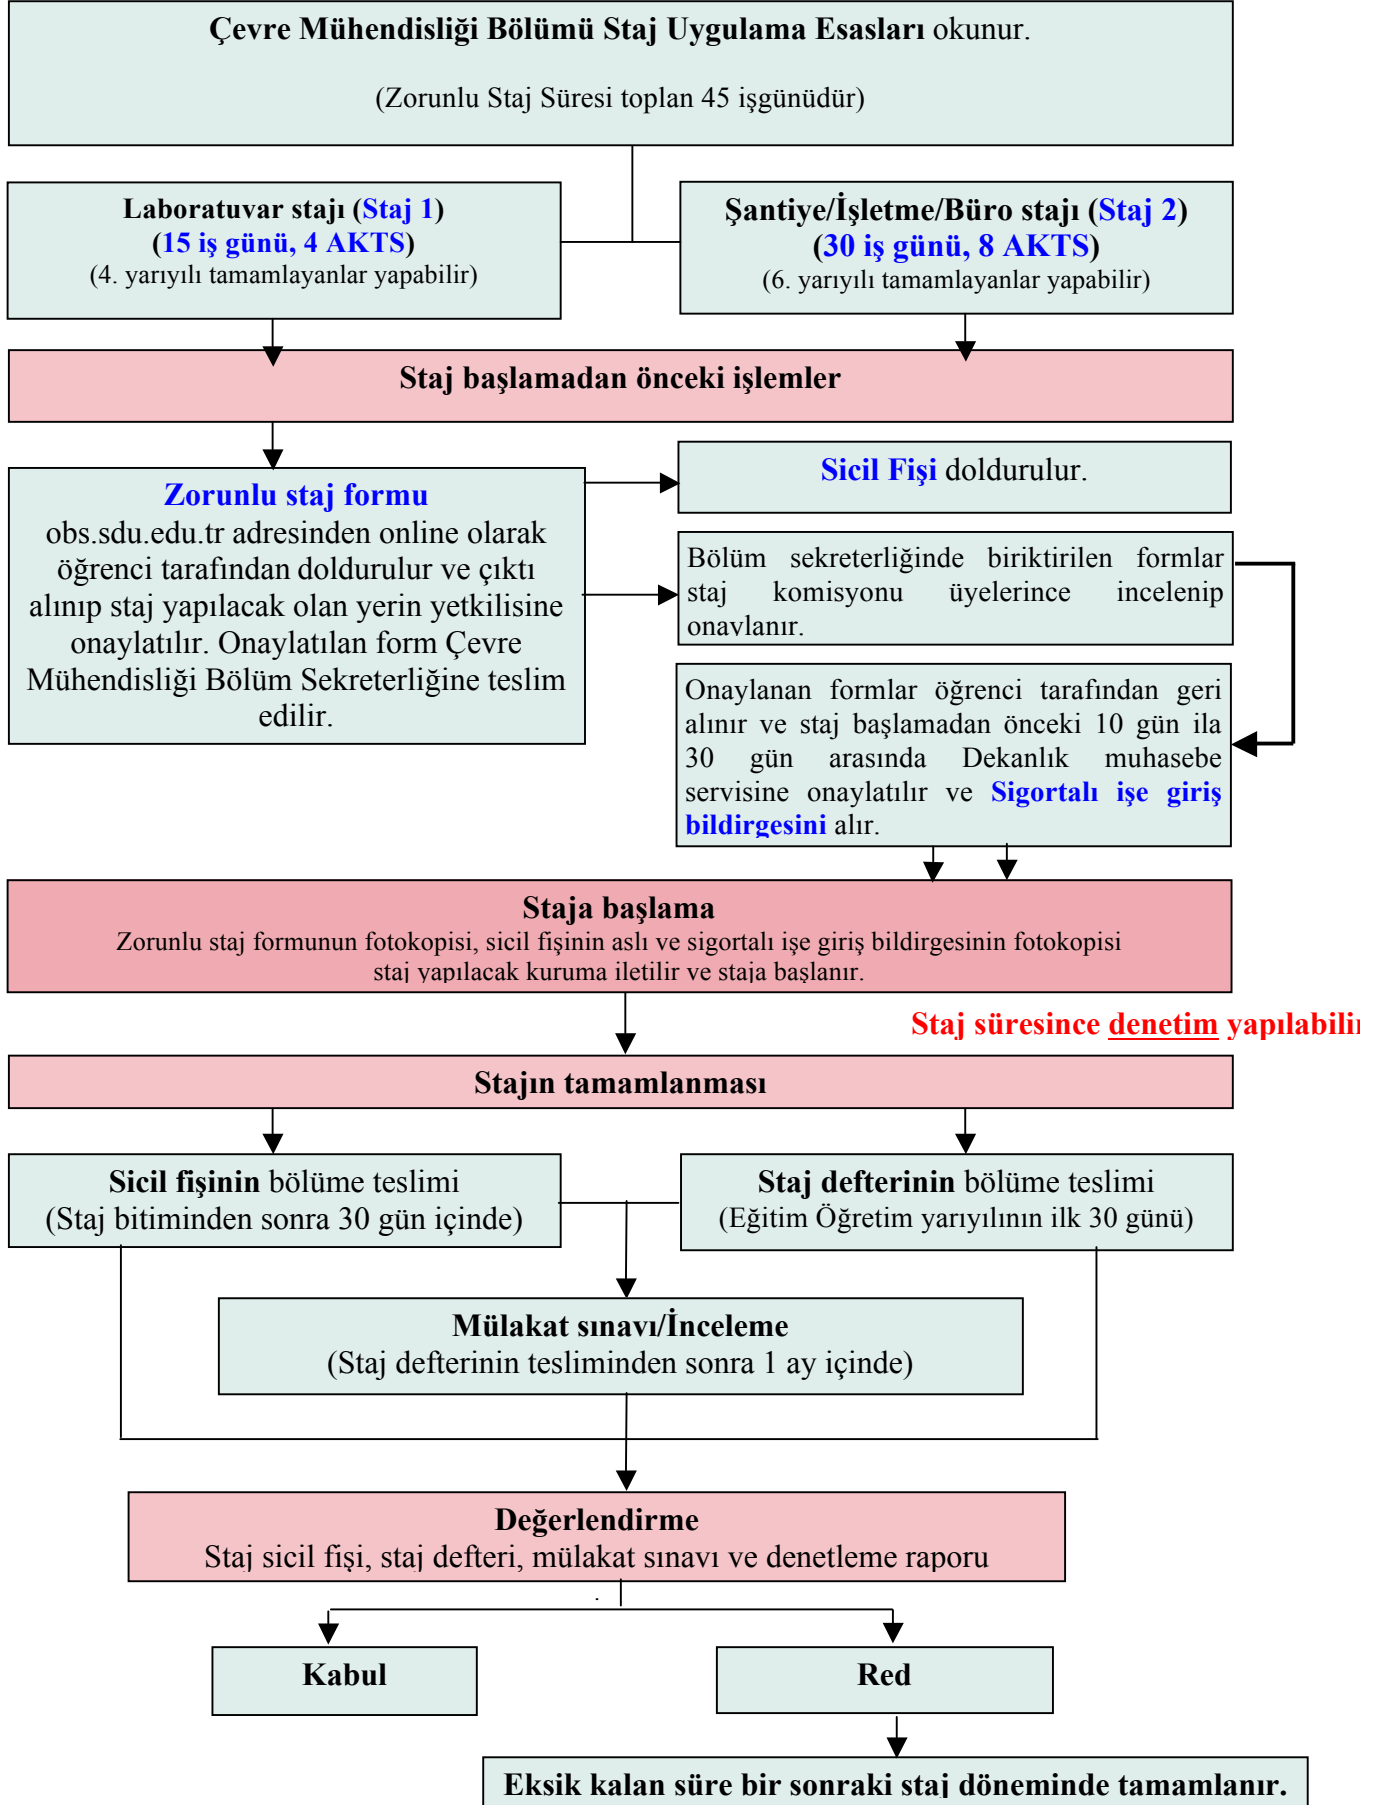 Çevre Mühendisliği Bölümü Staj Uygulama Esasları okunur.
(Zorunlu Staj Süresi toplan 45 işgünüdür)
Laboratuvar stajı (Staj 1)
(15 iş günü, 4 AKTS)
(4. yarıyılı tamamlayanlar yapabilir)
Şantiye/İşletme/Büro stajı (Staj 2)
(30 iş günü, 8 AKTS)
(6. yarıyılı tamamlayanlar yapabilir)
Staj başlamadan önceki işlemler
Zorunlu staj formu
obs.sdu.edu.tr adresinden online olarak
öğrenci tarafından doldurulur ve çıktı
alınıp staj yapılacak olan yerin yetkilisine
onaylatılır. Onaylatılan form Çevre
Mühendisliği Bölüm Sekreterliğine teslim
edilir.
Sicil Fişi doldurulur.
Bölüm sekreterliğinde biriktirilen formlar
staj komisyonu üyelerince incelenip
onaylanır.
Onaylanan formlar öğrenci tarafından geri
alınır ve staj başlamadan önceki 10 gün ila
30 gün arasında Dekanlık muhasebe
servisine onaylatılır ve Sigortalı işe giriş
bildirgesini alır.
Staja başlama
Zorunlu staj formunun fotokopisi, sicil fişinin aslı ve sigortalı işe giriş bildirgesinin fotokopisi
staj yapılacak kuruma iletilir ve staja başlanır.
Staj süresince denetim yapılabilir
Stajın tamamlanması
Sicil fişinin bölüme teslimi
(Staj bitiminden sonra 30 gün içinde)
Staj defterinin bölüme teslimi
(Eğitim Öğretim yarıyılının ilk 30 günü)
Mülakat sınavı/İnceleme
(Staj defterinin tesliminden sonra 1 ay içinde)
Değerlendirme
Staj sicil fişi, staj defteri, mülakat sınavı ve denetleme raporu
Kabul
Red
Eksik kalan süre bir sonraki staj döneminde tamamlanır.